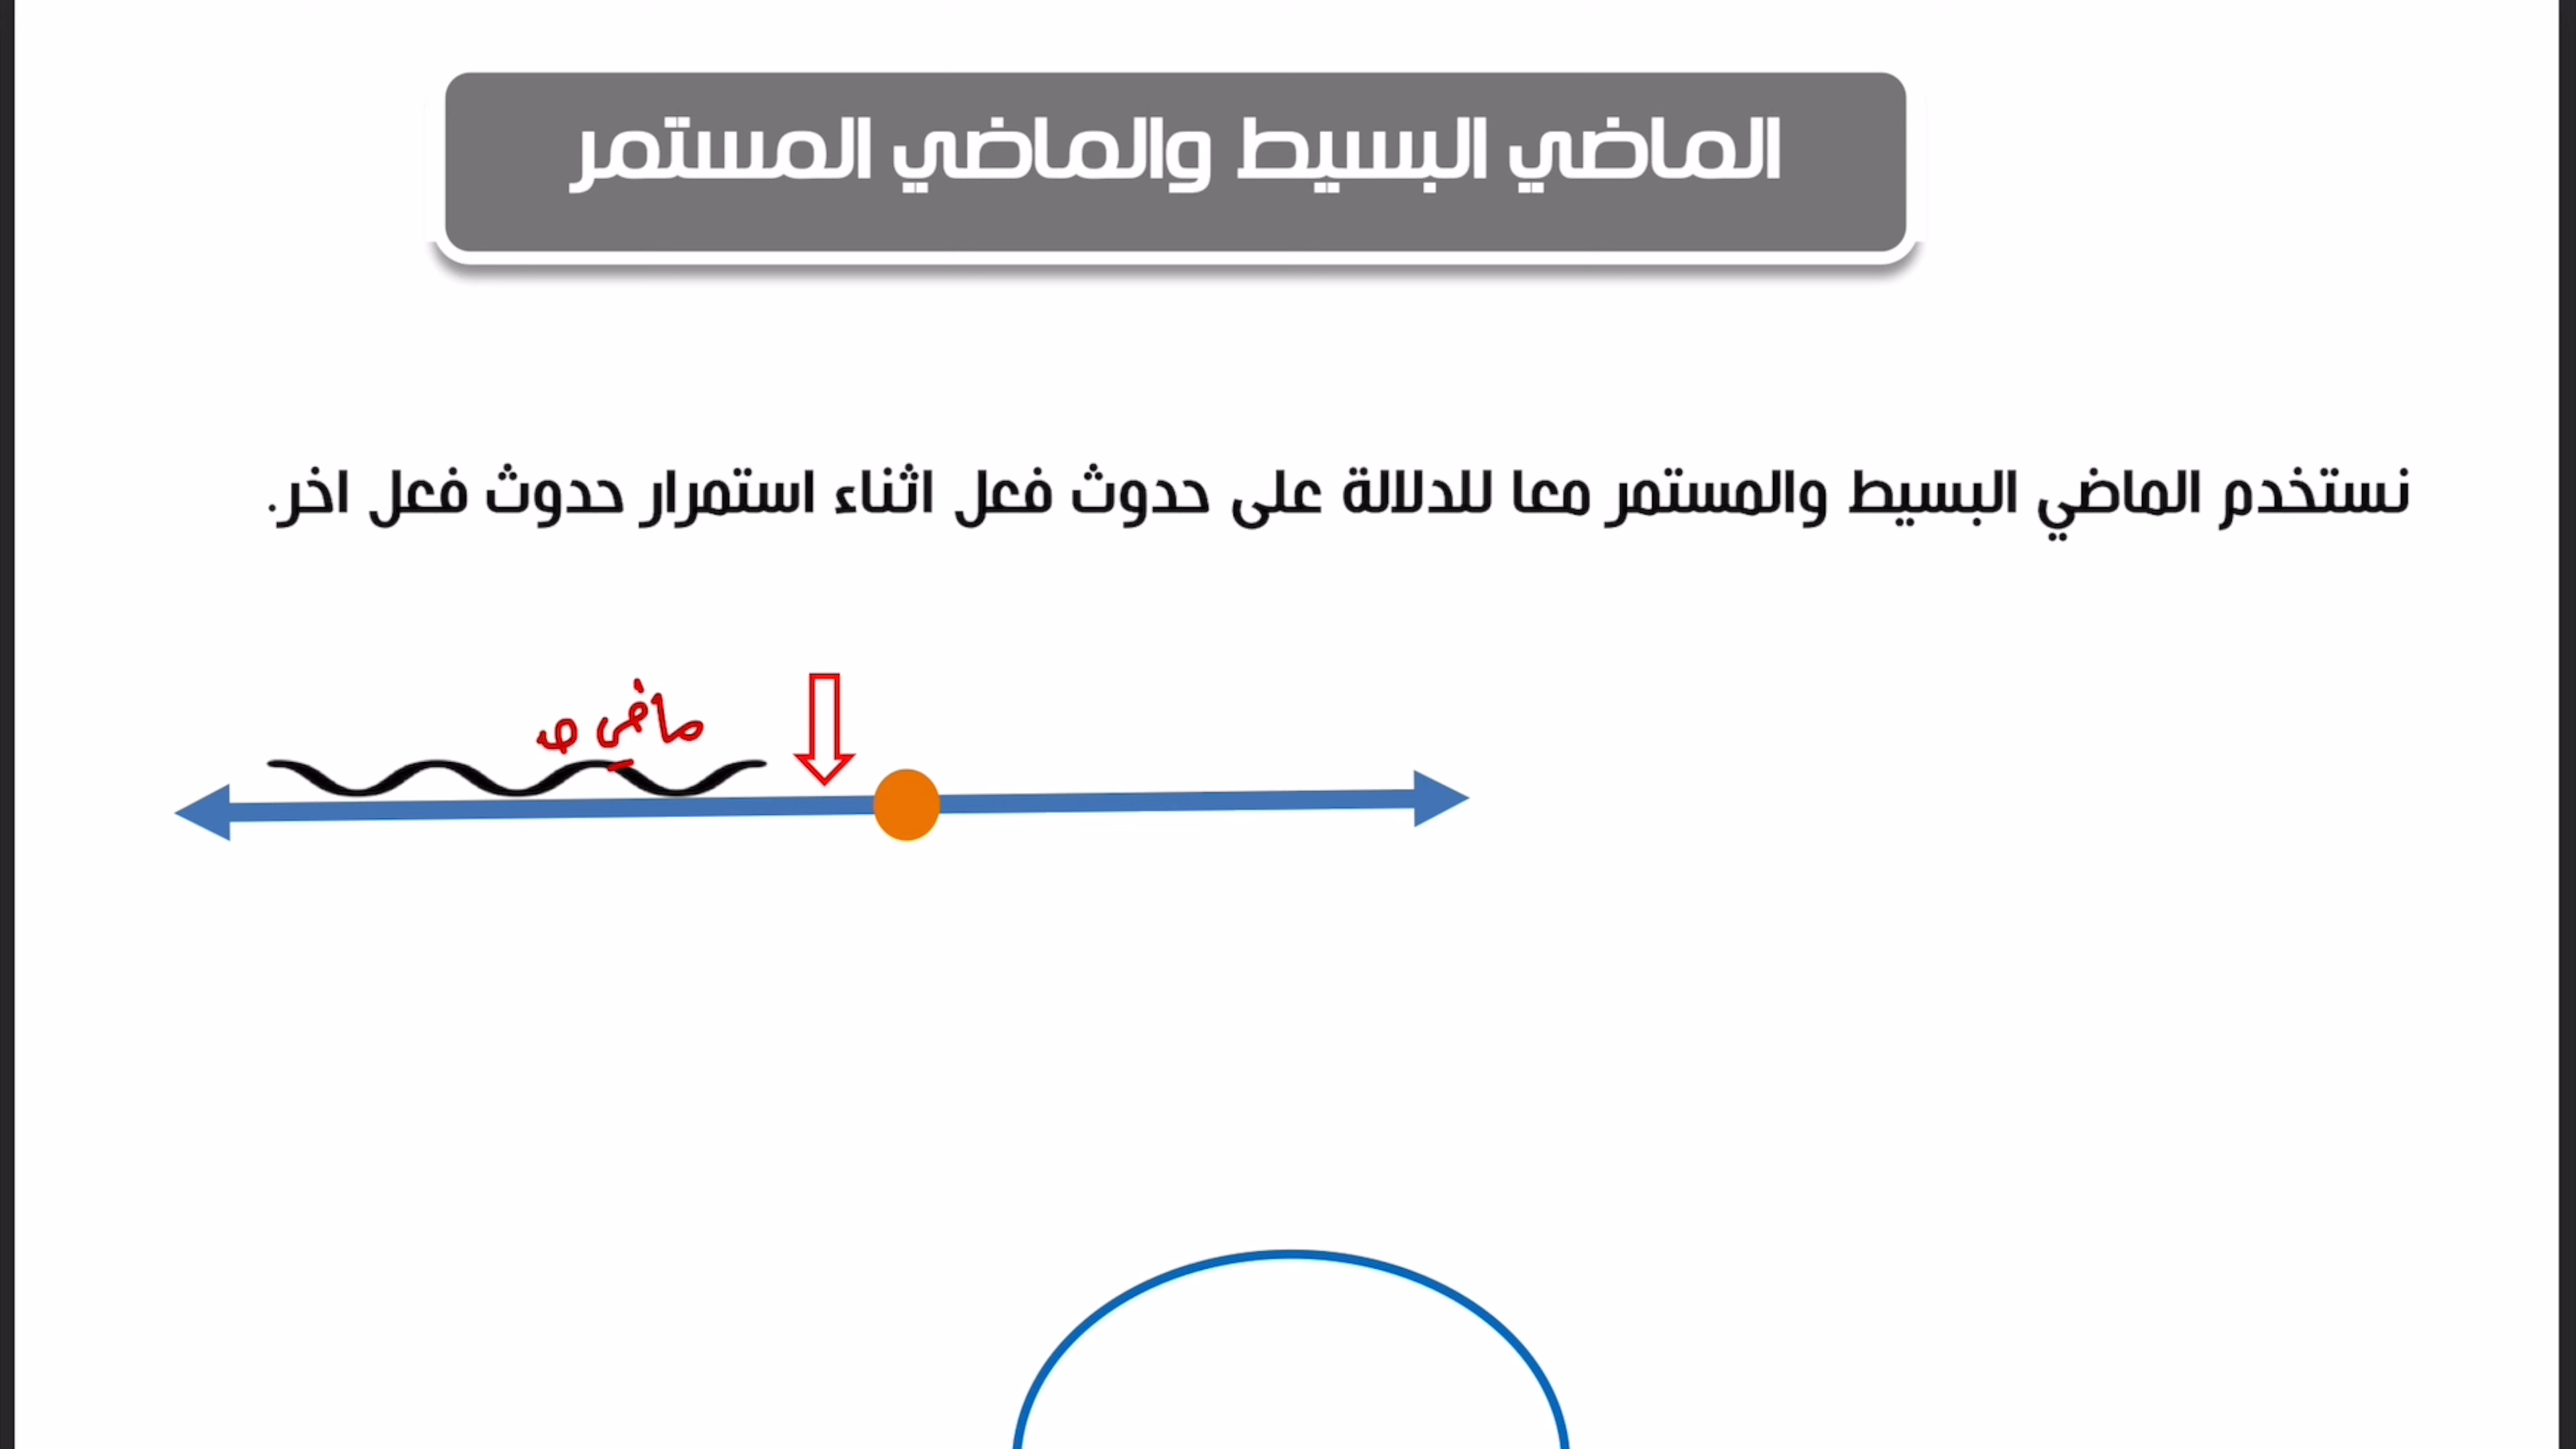 الماضي البسيط والماضي المستمر
نستخدم الماضي البسيط والمستمر معا للدلالة على حدوث فعل اثناء استمرار حدوث فعل اخر.
ماضي